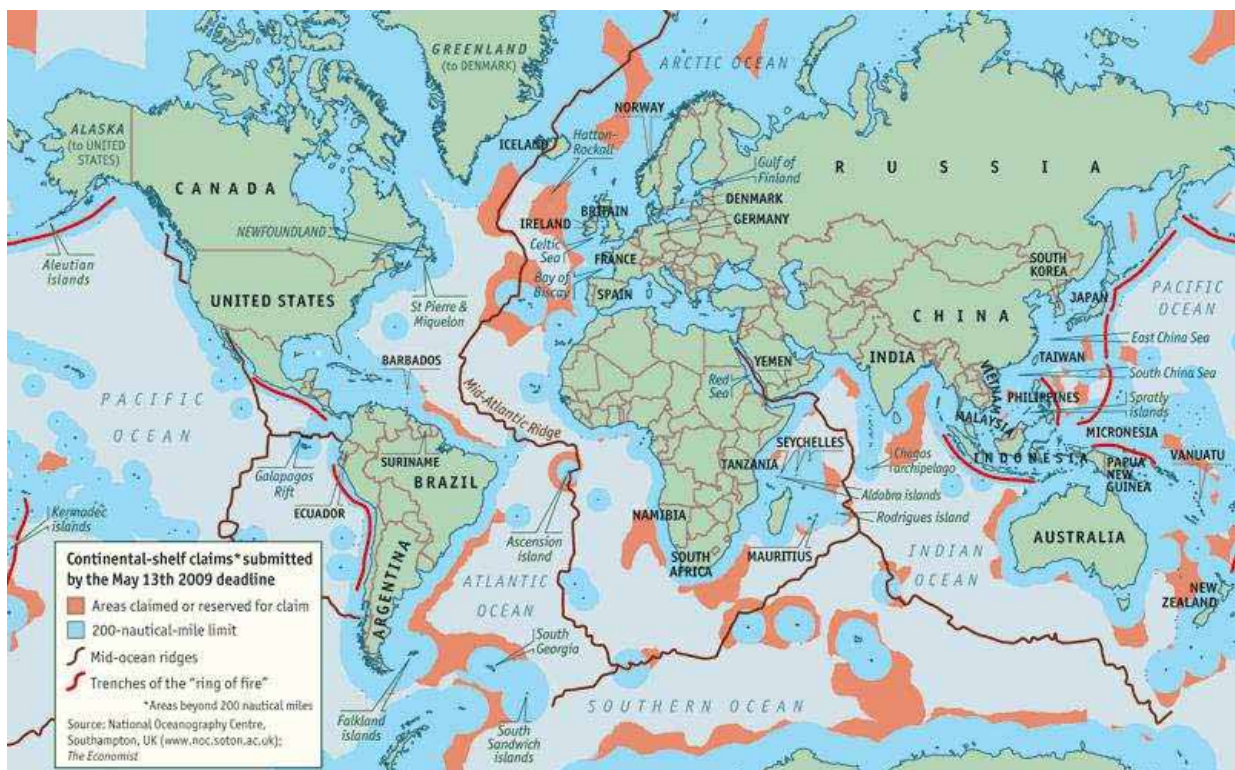 GREENLAND
(to DENMARK)
ARCTIC OCEAN
NORWAY
ALASKA
(to UNITED
STATES)
ICELAND
Hatton-
Rockall
RUSSIA
CANADA
Gulf of
Finland
DENMARK
GERMANY
BRITAIN
IRELAND
NEWFOUNDLAND
Celtic
Sea
FRANCE
Bay of
Biscay
SPAIN
Aleutian
islands
UNITED STATES
St Pierre &
Miquelon
SOUTH
KOREA
JAPAN
PACIFIC
OCEAN
CHINA
East China Sea
BARBADOS
YEMEN
INDIA
TAIWAN
South China Sea
Red
Sea
VIETNAM
PHILIPPINES
Spratly
islands
PACIFIC
OCEAN
Mid-Atlantic Ridge
MALAYSIA
MICRONESIA
SEYCHELLES
SURINAME
BRAZIL
TANZANIA
Chagos
archipelago
INDONESIA
PAPUA
NEW
GUINEA
VANUATU
Galapagos
Rift
ECUADOR
Aldabra islands
Rodrigues island
Kermadec
islands
NAMIBIA
Ascension
Island
SOUTH
AFRICA
MAURITIUS
AUSTRALIA
INDIAN
OCEAN
ATLANTIC
OCEAN
ARGENTINA
NEW
ZEALAND
South
Georgia
Falkland
islands
South
Sandwich
islands
SOUTHERN OCEAN
Continental-shelf claims* submitted
by the May 13th 2009 deadline
Areas claimed or reserved for claim
200-nautical-mile limit
Mid-ocean ridges
Trenches of the "ring of fire"
*Areas beyond 200 nautical miles
Source: National Oceanography Centre,
Southampton, UK (www.noc.soton.ac.uk);
The Economist